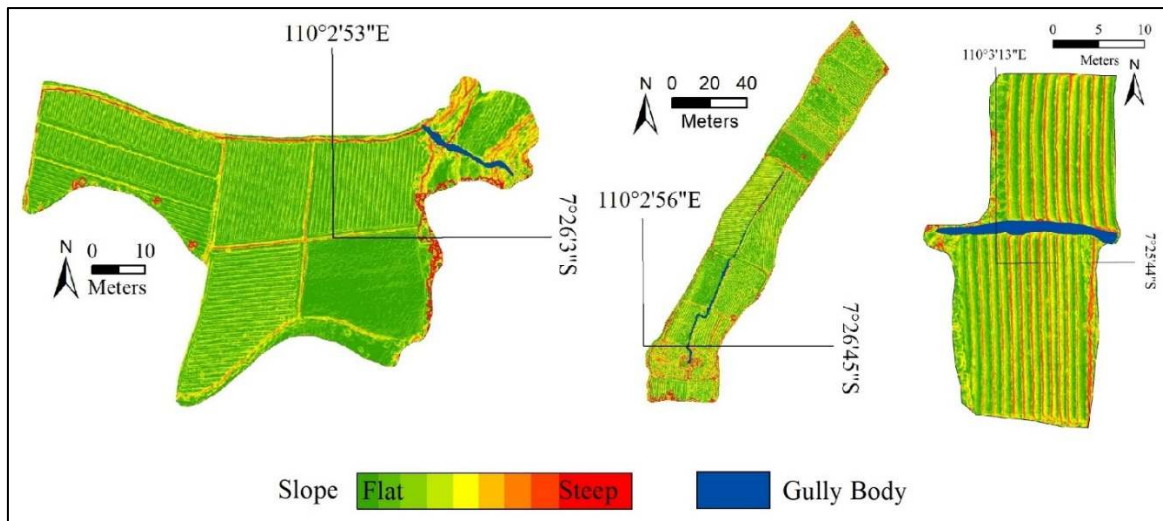 110°2'53"E
7°26'3"S
N
0 10
Meters
110°2'56"E
7°26'45"S
N
0 20 40
Meters
0 5 10
Meters
110°3'13"E
N
7°25'44"S
Slope Flat Steep Gully Body